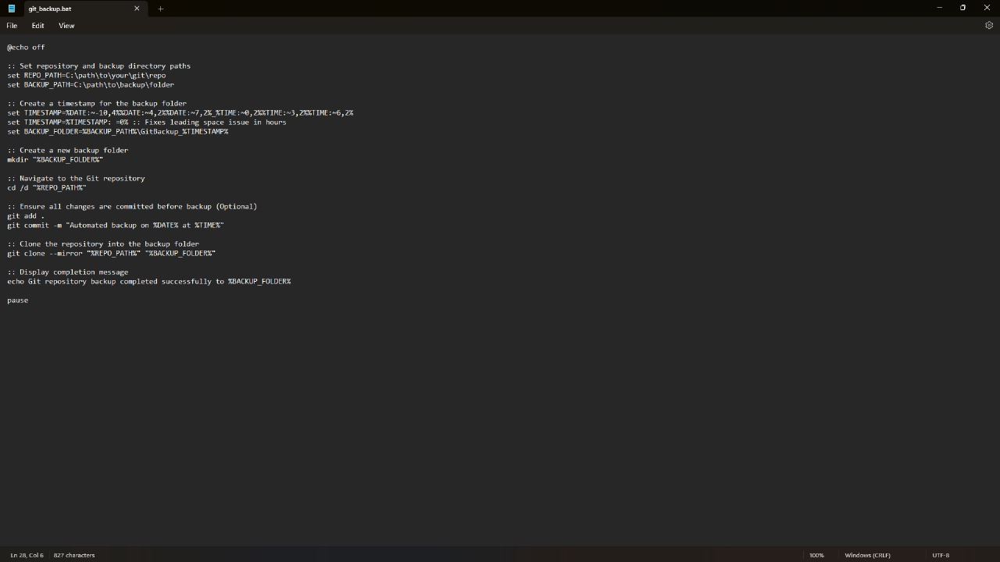 git_backup.bat
File Edit View
@echo off
:: Set repository and backup directory paths
set REPO_PATH=C:\path\to\your\git\repo
set BACKUP_PATH=C:\path\to\backup\folder
:: Create a timestamp for the backup folder
set TIMESTAMP=%DATE:~-10,4%%DATE:~4,2%%DATE:~7,2%_%TIME:~0,2%%TIME:~3,2%%TIME:~6,2%
set TIMESTAMP=%TIMESTAMP: =0% :: Fixes leading space issue in hours
set BACKUP_FOLDER=%BACKUP_PATH%\GitBackup_%TIMESTAMP%
:: Create a new backup folder
mkdir "%BACKUP_FOLDER%"
:: Navigate to the Git repository
cd /d "%REPO_PATH%"
:: Ensure all changes are committed before backup (Optional)
git add .
git commit -m "Automated backup on %DATE% at %TIME%"
:: Clone the repository into the backup folder
git clone --mirror "%REPO_PATH%" "%BACKUP_FOLDER%"
:: Display completion message
echo Git repository backup completed successfully to %BACKUP_FOLDER%
pause
Ln 28, Col 6 827 characters 100% Windows (CRLF) UTF-8